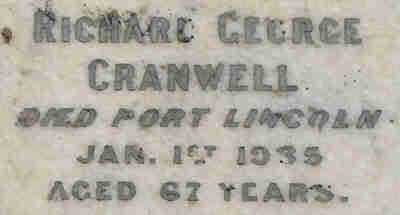 RICHARD GEORGE
CRANWELL
DIED PORT LINCOLN
JAN. 1ST 1935
AGED 67 YEARS.